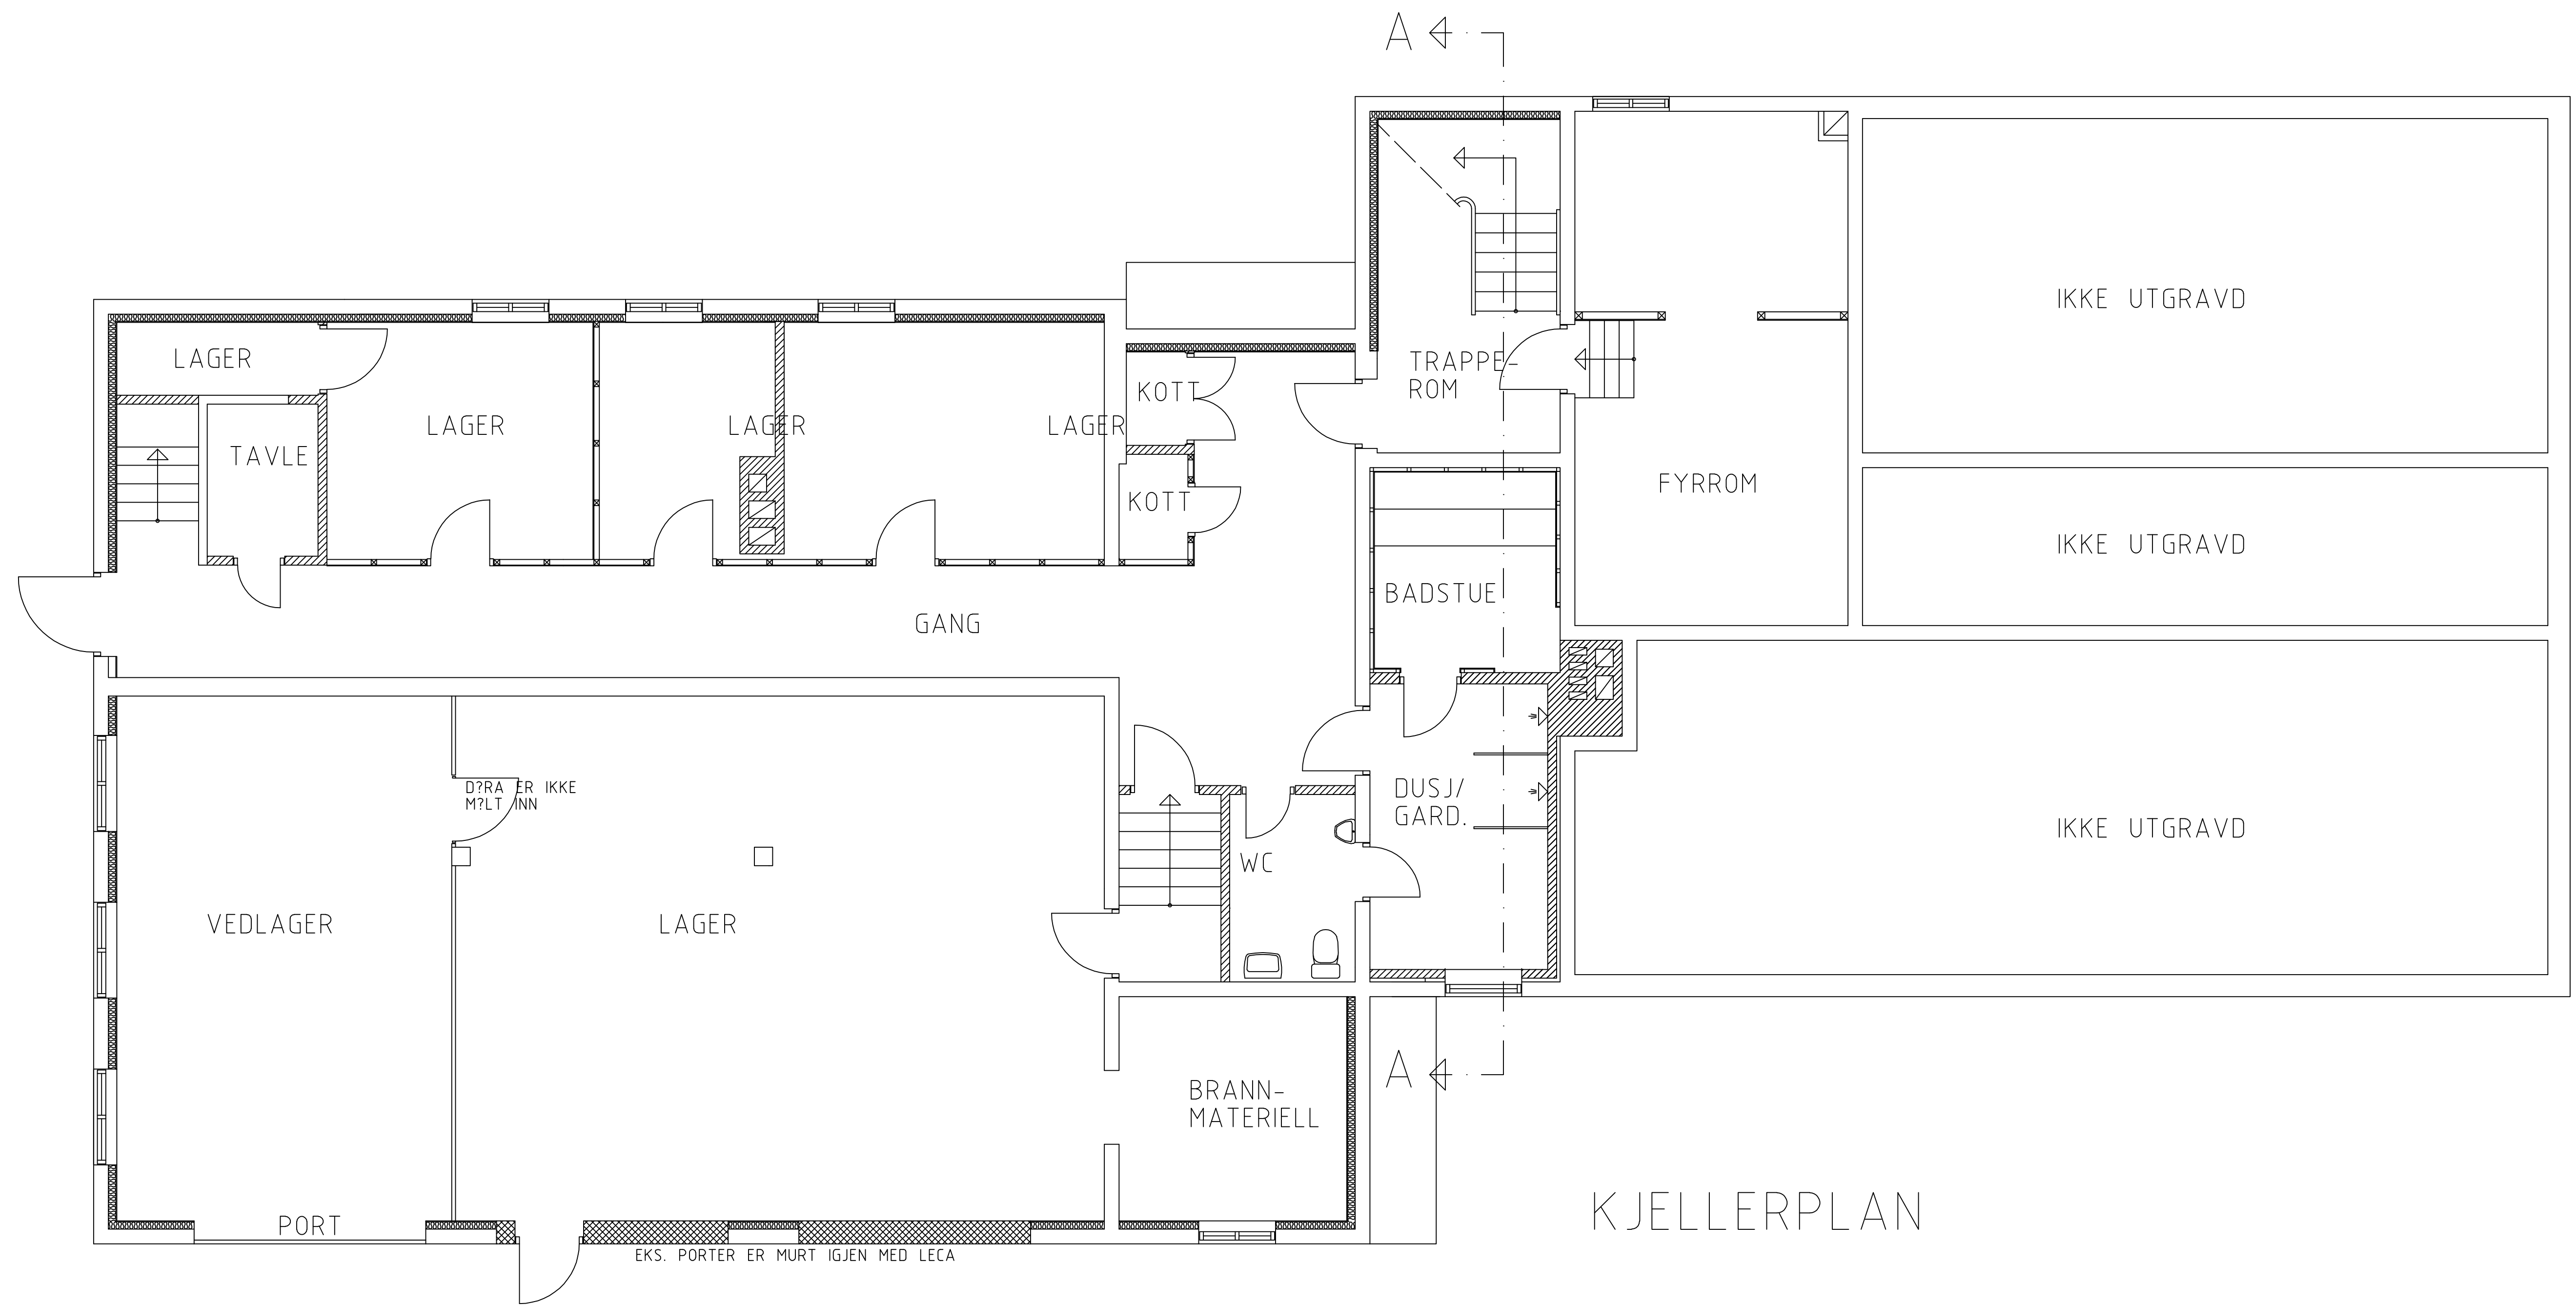 A
IKKE UTGRAVD
LAGER
TRAPPE-
ROM
KOTT
LAGER
LAGER
LAGER
TAVLE
FYRROM
KOTT
IKKE UTGRAVD
BADSTUE
GANG
D?RA ER IKKE
M?LT INN
DUSJ/
GARD.
IKKE UTGRAVD
WC
VEDLAGER
LAGER
A
BRANN-
MATERIELL
KJELLERPLAN
PORT
EKS. PORTER ER MURT IGJEN MED LECA